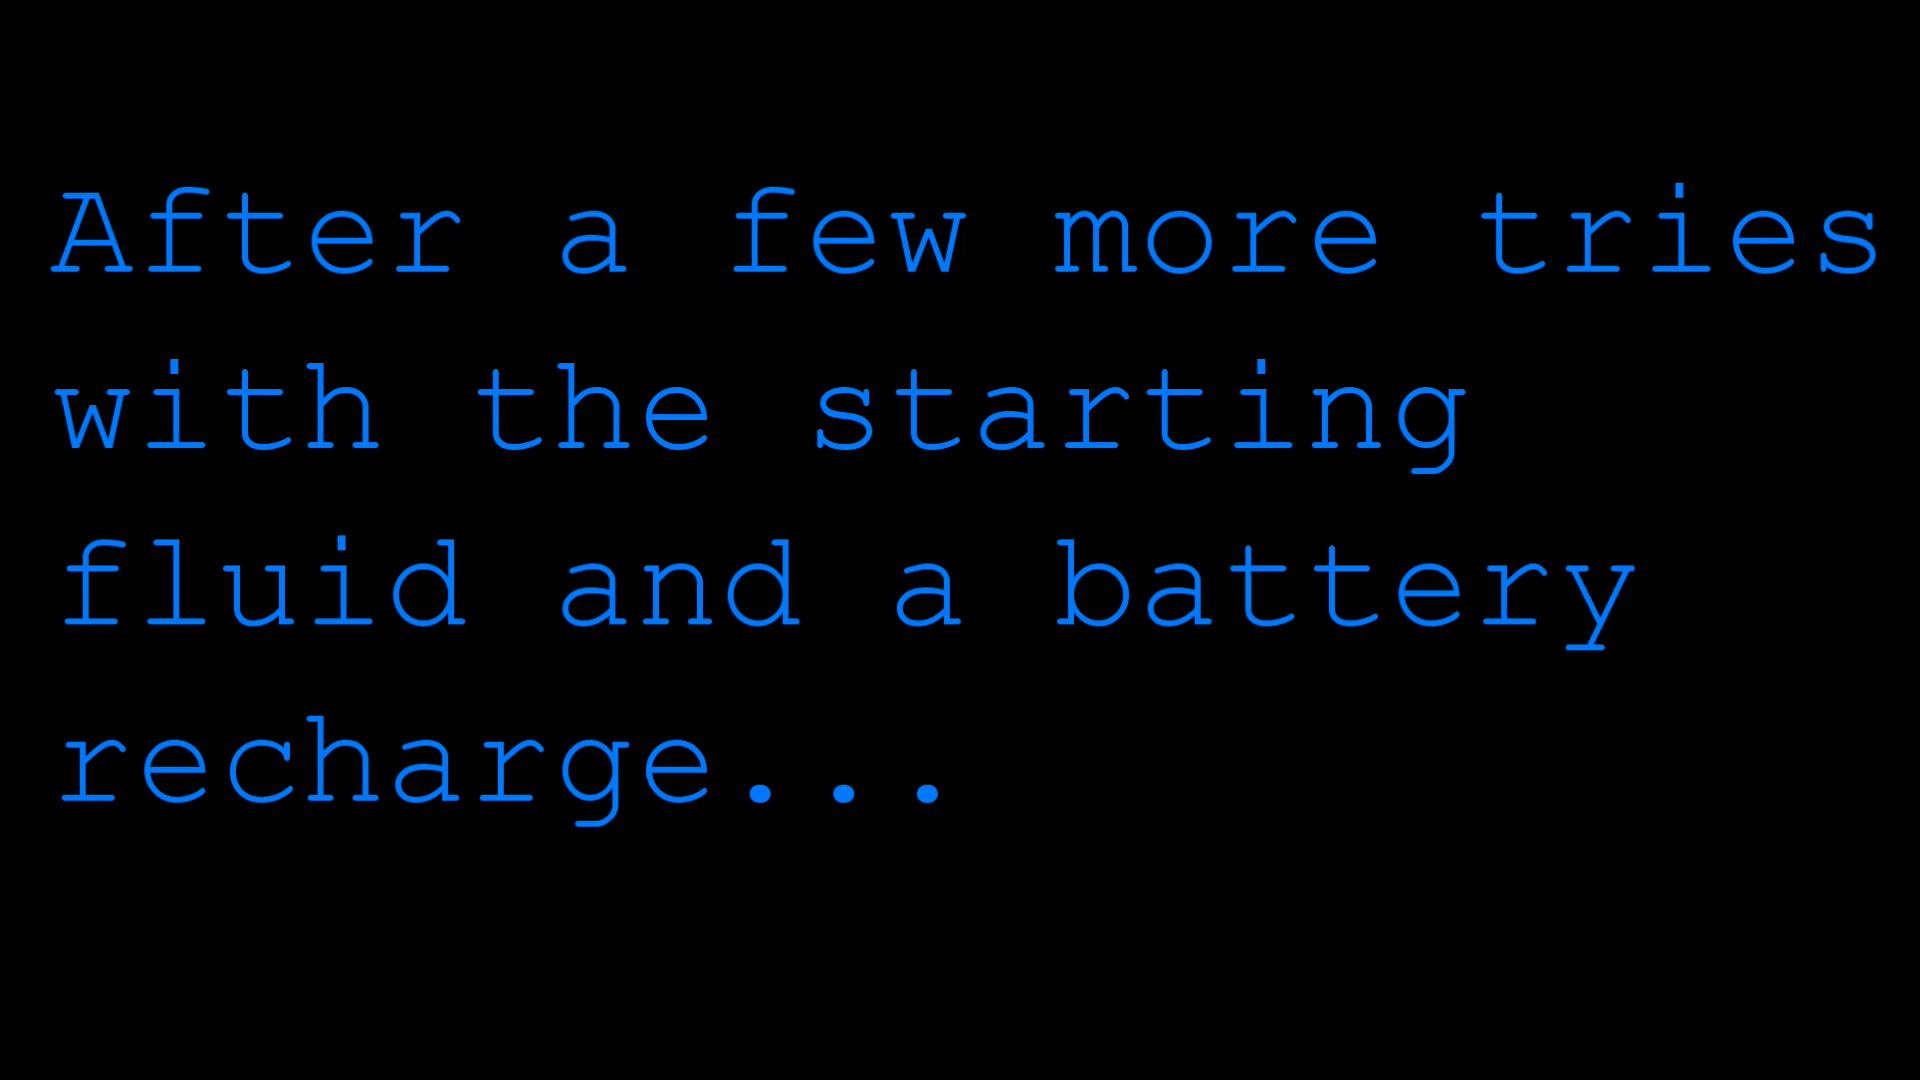 After a few more tries
with the starting
fluid and a battery
recharge...